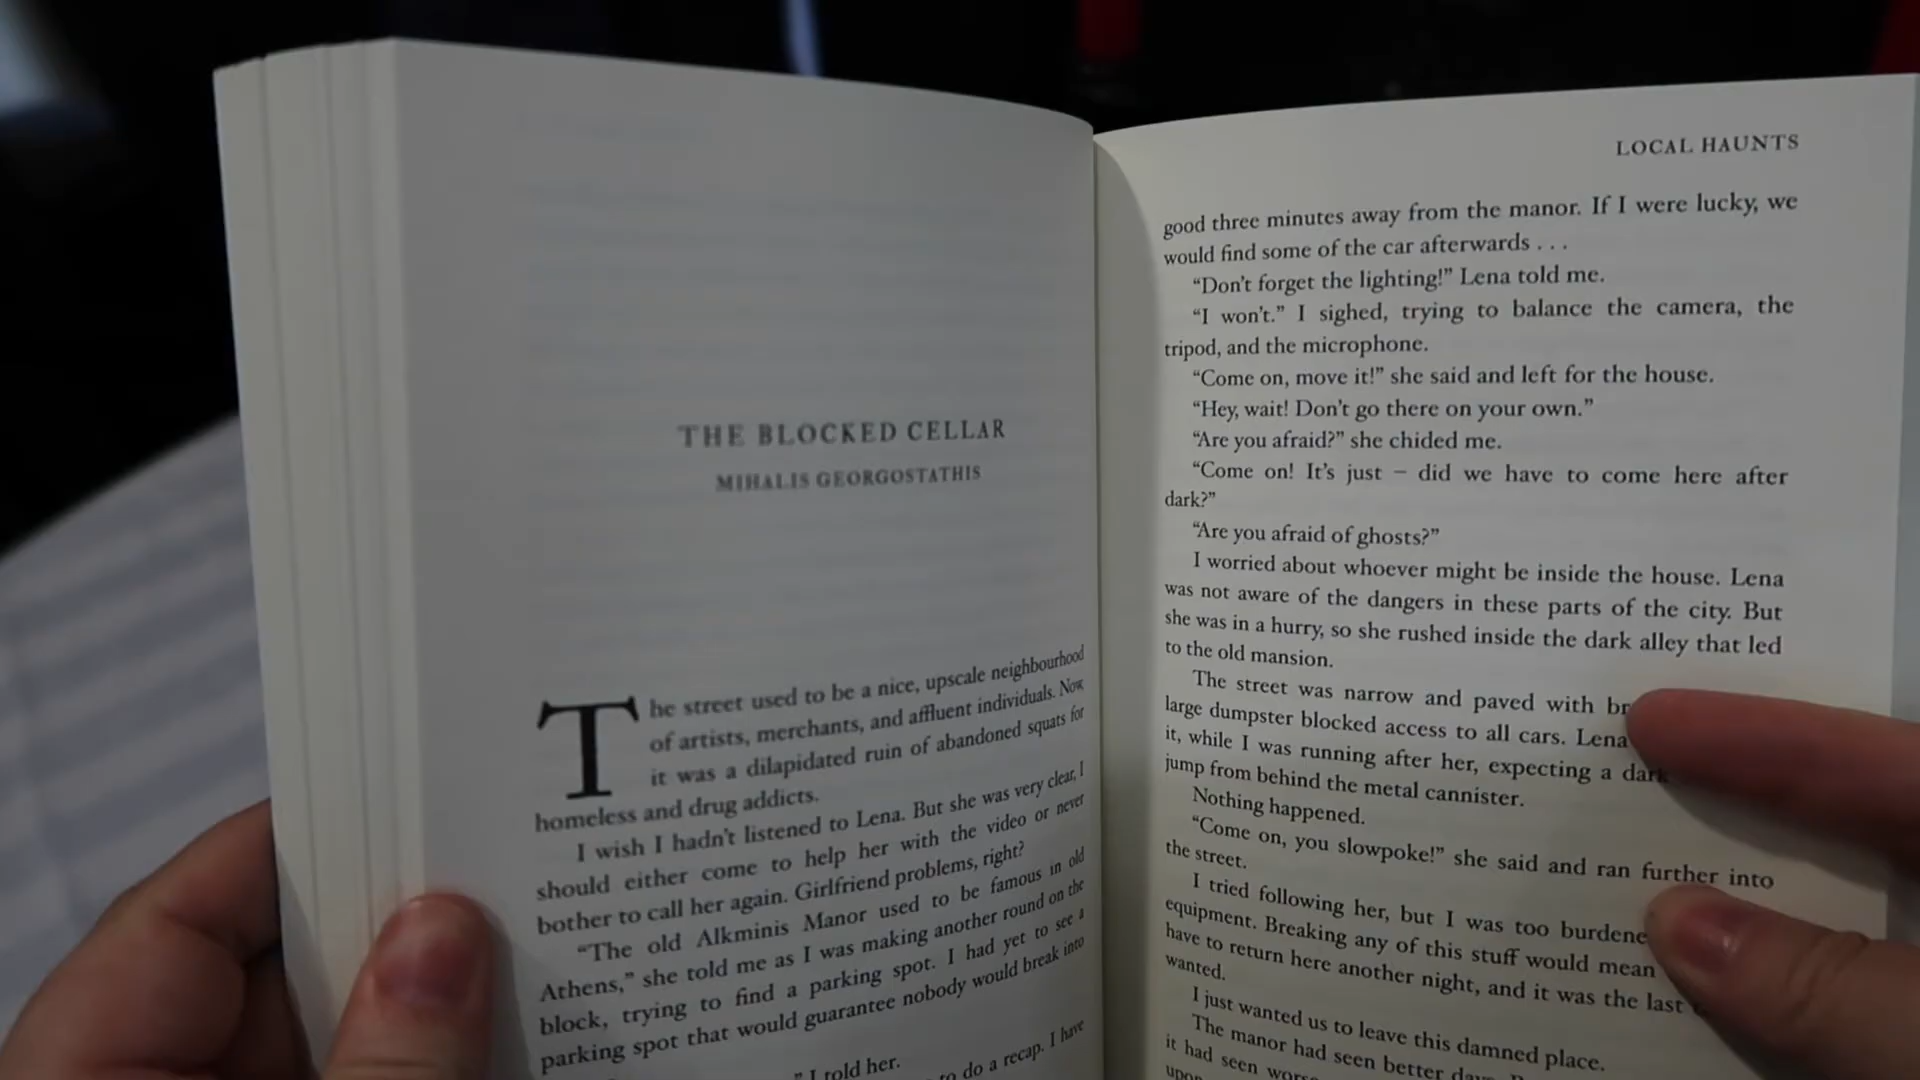 THE BLOCKED CELLAR
MIHALIS GEORGOSTATHIS
The street used to be a nice, upscale neighbourhood
of artists, merchants, and affluent individuals. Now
it was a dilapidated ruin of abandoned squats for
homeless and drug addicts.
I wish I hadn't listened to Lena. But she was very clear, I
should either come to help her with the video or never
bother to call her again. Girlfriend problems, right?
“The old Alkminis Manor used to be famous in old
Athens,” she told me as I was making another round on the
block, trying to find a parking spot. I had yet to see a
parking spot that would guarantee nobody would break into
” I told her.
to do a recap. I have
LOCAL HAUNTS
good three minutes away from the manor. If I were lucky, we
would find some of the car afterwards . . .
“Don't forget the lighting!” Lena told me.
“I won't.” I sighed, trying to balance the camera, the
tripod, and the microphone.
“Come on, move it!” she said and left for the house.
“Hey, wait! Don't go there on your own.”
“Are you afraid?” she chided me.
“Come on! It's just – did we have to come here after
dark?”
“Are you afraid of ghosts?”
I worried about whoever might be inside the house. Lena
was not aware of the dangers in these parts of the city. But
she was in a hurry, so she rushed inside the dark alley that led
to the old mansion.
The street was narrow and paved with
large dumpster blocked access to all cars. Lena
it, while I was running after her, expecting a dark
jump from behind the metal cannister.
Nothing happened.
“Come on, you slowpoke!” she said and ran further into
the street.
I tried following her, but I was too
equipment. Breaking any of this stuff would mean
have to return here another night, and it was the last
wanted.
I just wanted us to leave this damned place.
The manor had seen better
it had seen
upon